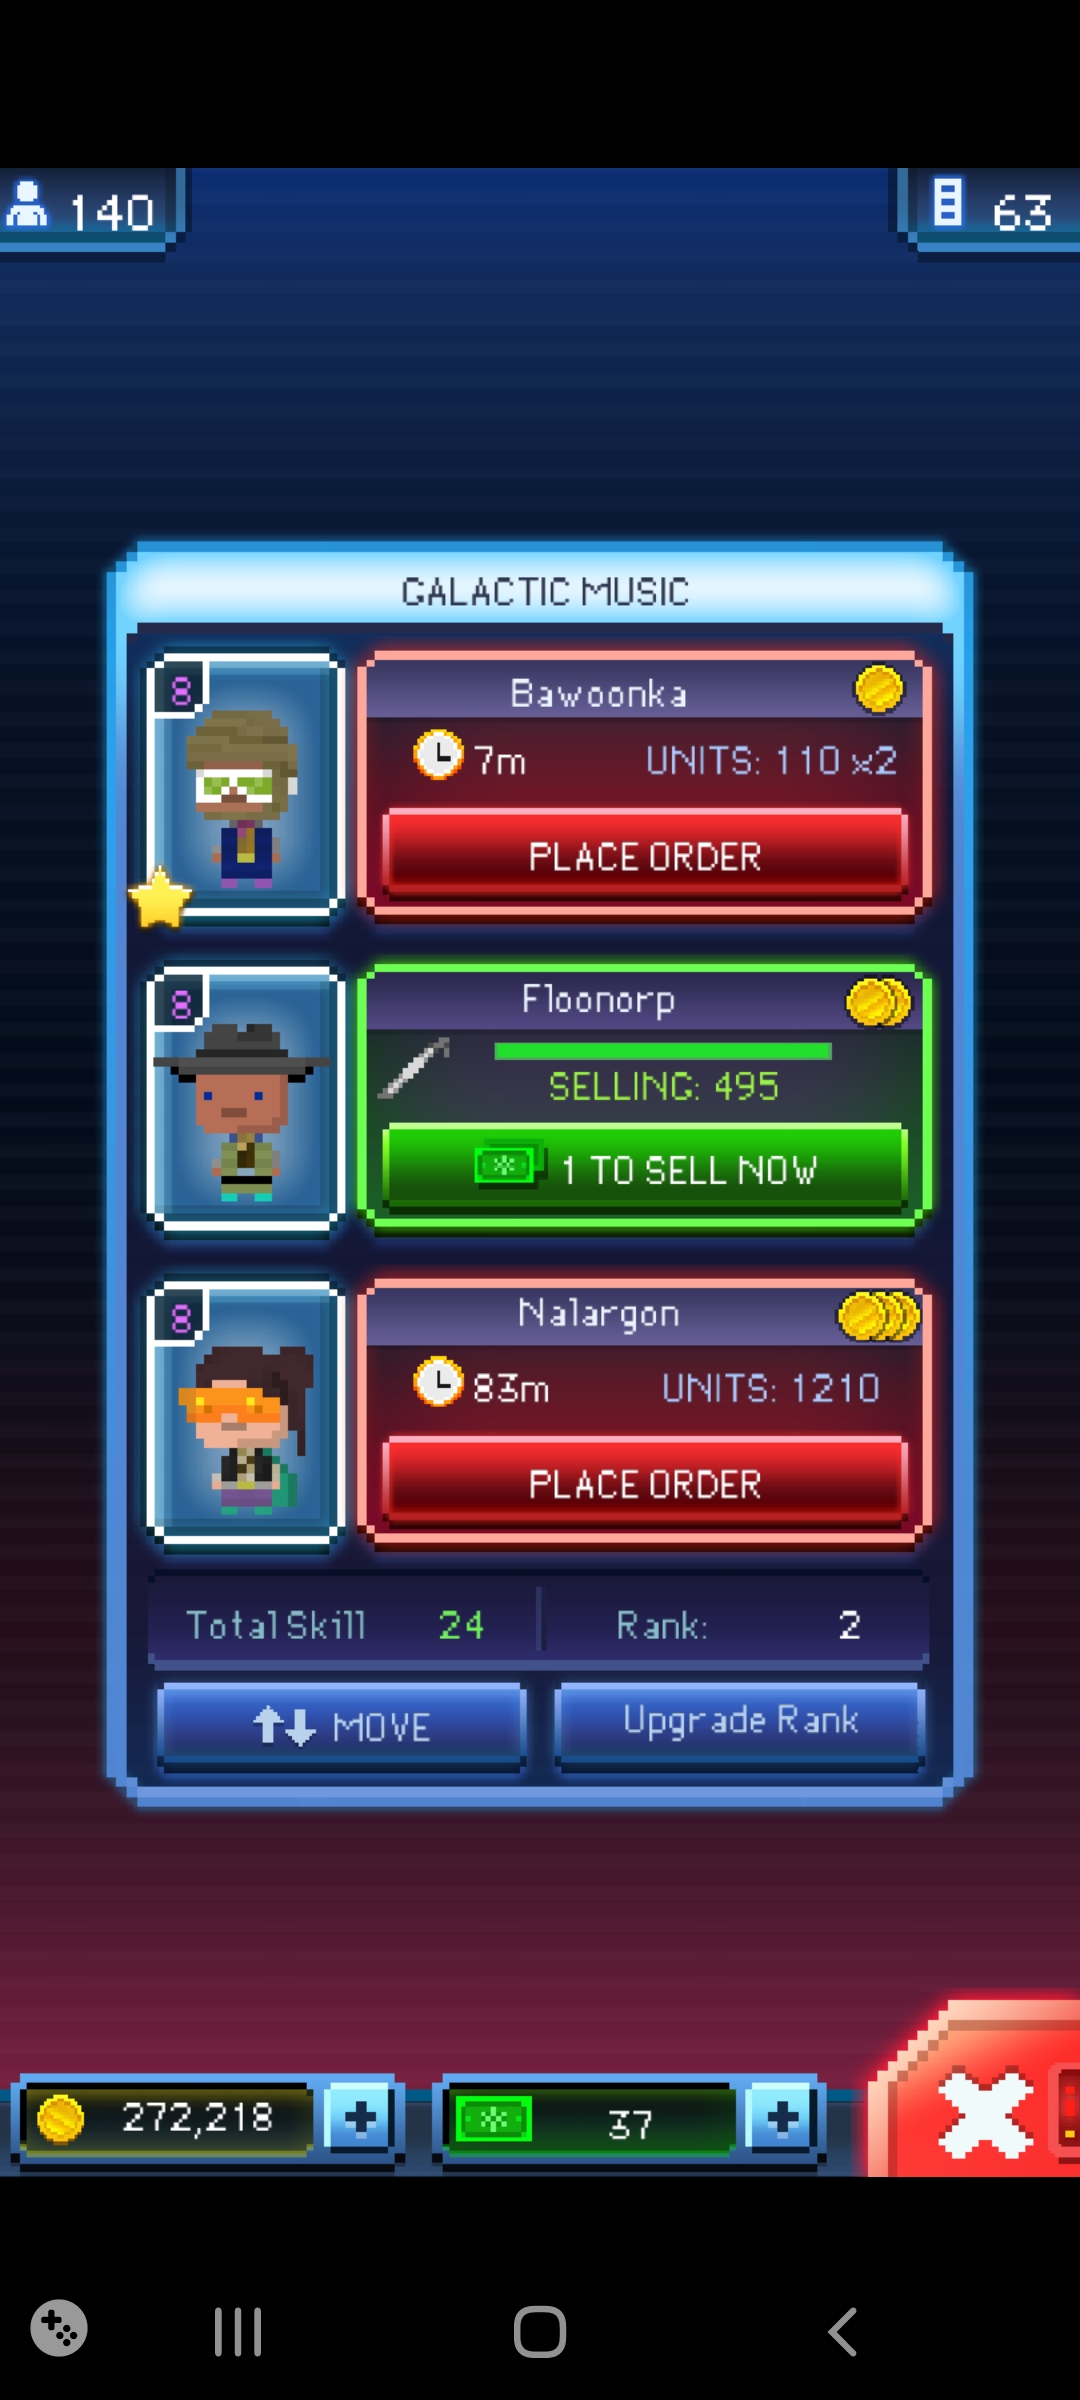 140
63
GALACTIC MUSIC
8
Bawoonka
7m UNITS: 110 x2
PLACE ORDER
8
Floonorp
SELLING: 495
1 TO SELL NOW
8
Nalargon
83m UNITS: 1210
PLACE ORDER
Total Skill 24 Rank: 2
MOVE Upgrade Rank
272,218 37